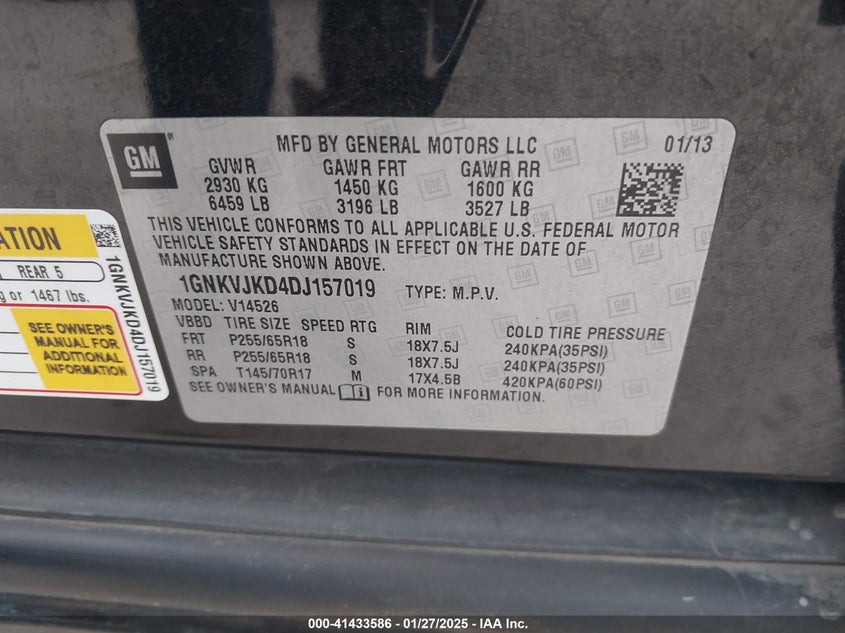 GM
MFD BY GENERAL MOTORS LLC 01/13
GVWR GAWR FRT GAWR RR
2930 KG 1450 KG 1600 KG
6459 LB 3196 LB 3527 LB
THIS VEHICLE CONFORMS TO ALL APPLICABLE U.S. FEDERAL MOTOR
VEHICLE SAFETY STANDARDS IN EFFECT ON THE DATE OF
MANUFACTURE SHOWN ABOVE.
1GNKVJKD4DJ157019 TYPE: M.P.V.
MODEL: V14526
VBBD TIRE SIZE SPEED RTG RIM COLD TIRE PRESSURE
FRT P255/65R18 S 18X7.5J 240KPA(35PSI)
RR P255/65R18 S 18X7.5J 240KPA(35PSI)
SPA T145/70R17 M 17X4.5B 420KPA(60PSI)
SEE OWNER'S MANUAL FOR MORE INFORMATION.
REAR 5
or 1467 lbs.
SEE OWNER'S
MANUAL FOR
ADDITIONAL
INFORMATION
1GNKVJKD4DJ157019
000-41433586 - 01/27/2025 - IAA Inc.